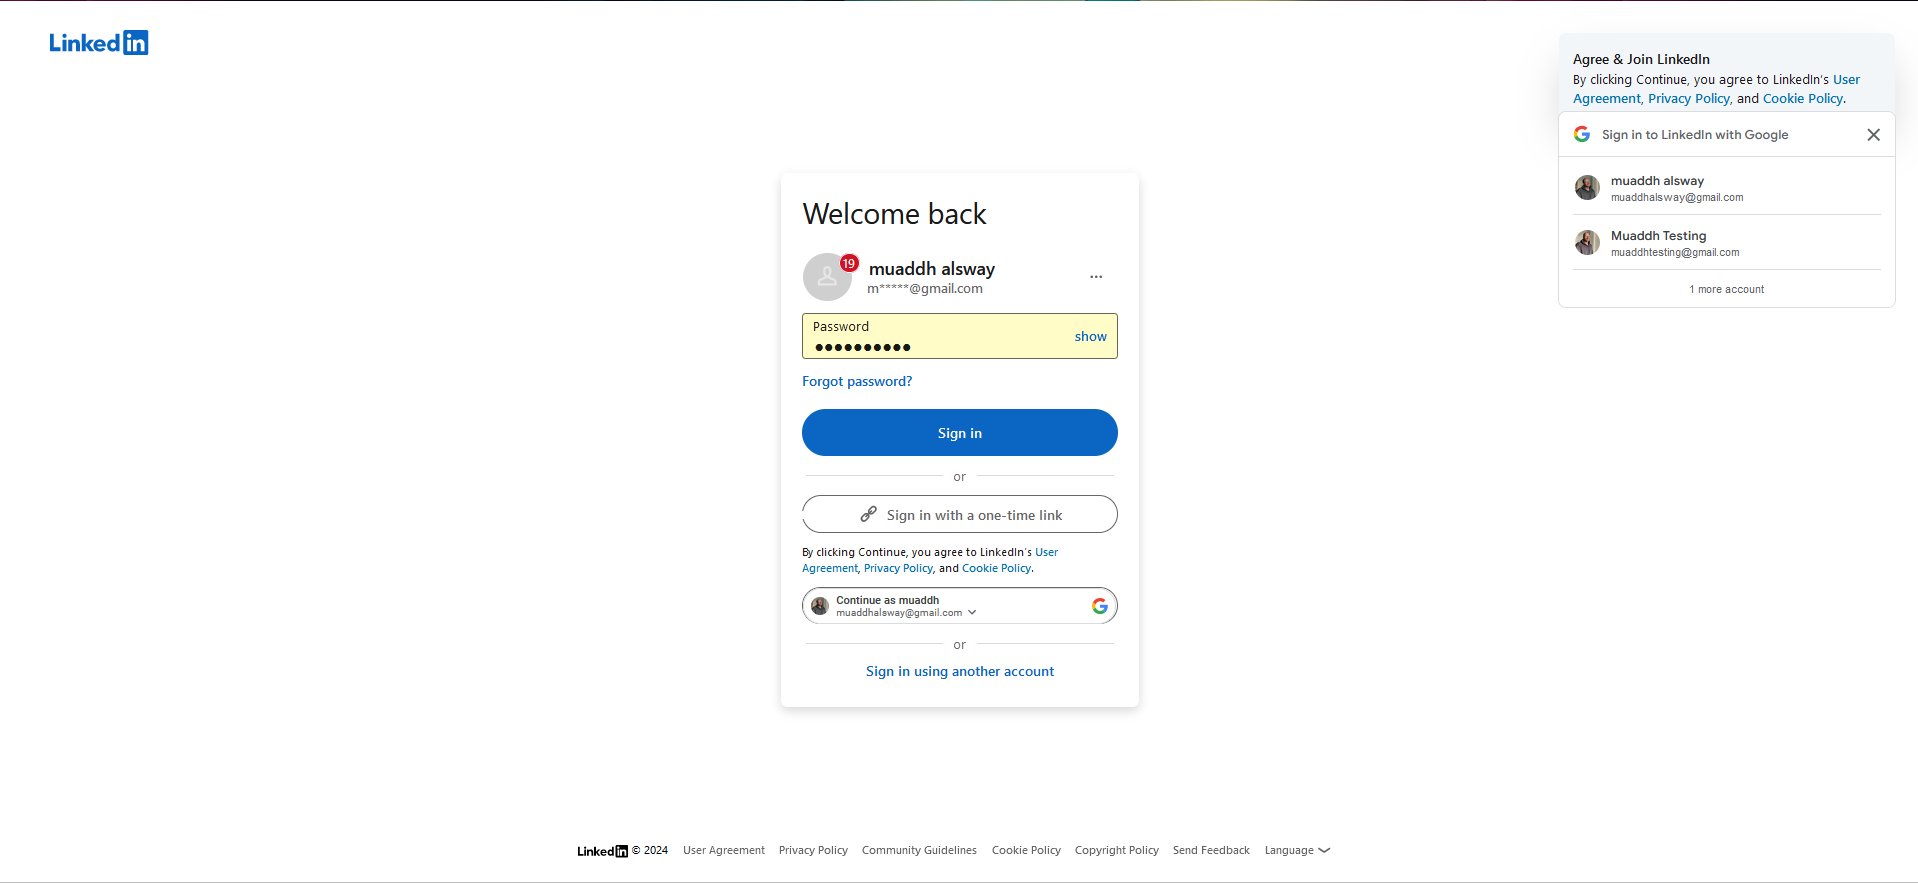 LinkedIn
Agree & Join LinkedIn
By clicking Continue, you agree to LinkedIn's User
Agreement, Privacy Policy, and Cookie Policy.
Sign in to LinkedIn with Google
muaddh alsway
muaddhalsway@gmail.com
Muaddh Testing
muaddhtesting@gmail.com
1 more account
Welcome back
19
muaddh alsway
m*****@gmail.com
Password
●●●●●●●●●●
show
Forgot password?
Sign in
or
Sign in with a one-time link
By clicking Continue, you agree to LinkedIn's User
Agreement, Privacy Policy, and Cookie Policy.
Continue as muaddh
muaddhalsway@gmail.com
or
Sign in using another account
LinkedIn © 2024 User Agreement Privacy Policy Community Guidelines Cookie Policy Copyright Policy Send Feedback Language